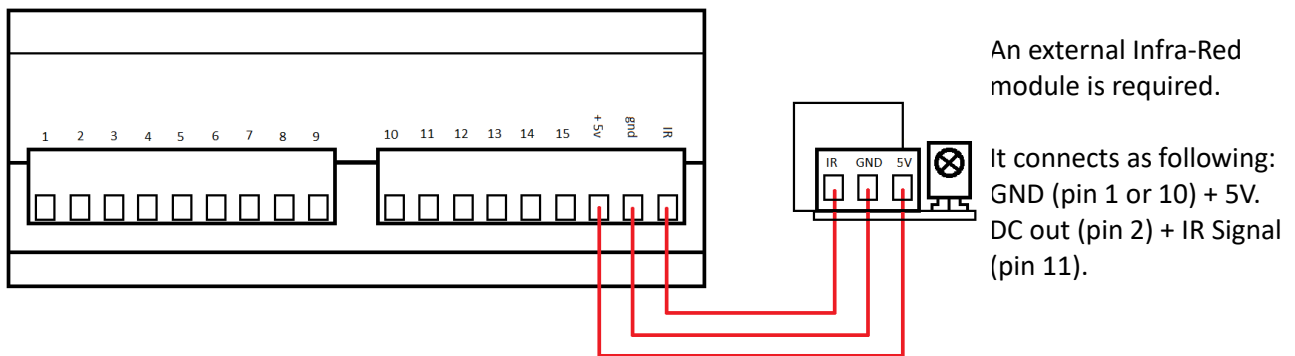 1 2 3 4 5 6 7 8 9 10 11 12 13 14 15 + 5v gnd IR
IR GND 5V
An external Infra-Red
module is required.
It connects as following:
GND (pin 1 or 10) + 5V.
DC out (pin 2) + IR Signal
(pin 11).